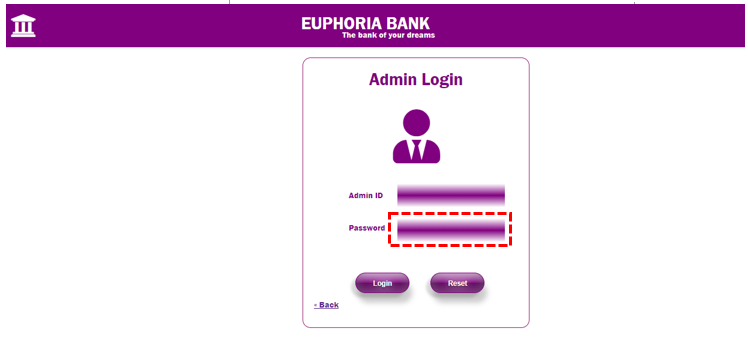 EUPHORIA BANK
The bank of your dreams
Admin Login
Admin ID
Password
Login Reset
- Back